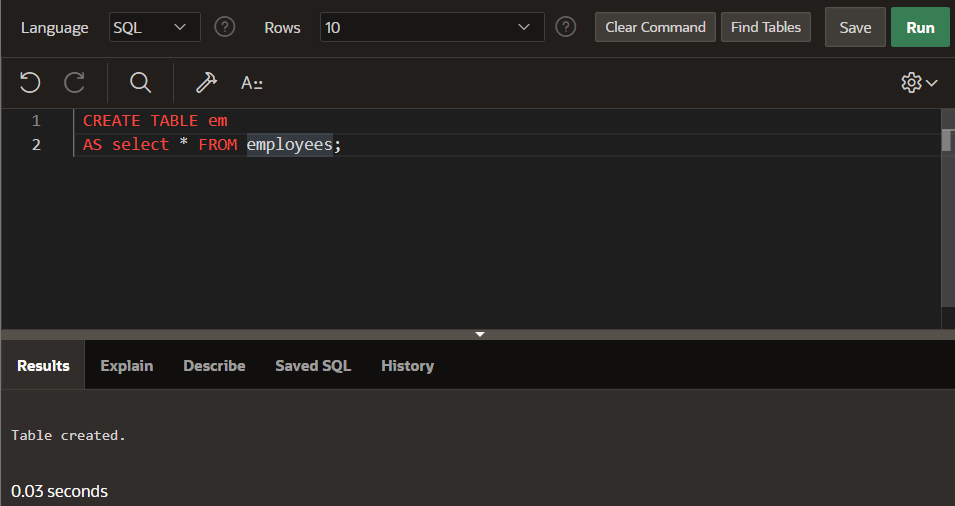 Language SQL ? Rows 10 ? Clear Command Find Tables Save Run
A::
1 CREATE TABLE em
2 AS select * FROM employees;
Results Explain Describe Saved SQL History
Table created.
0.03 seconds